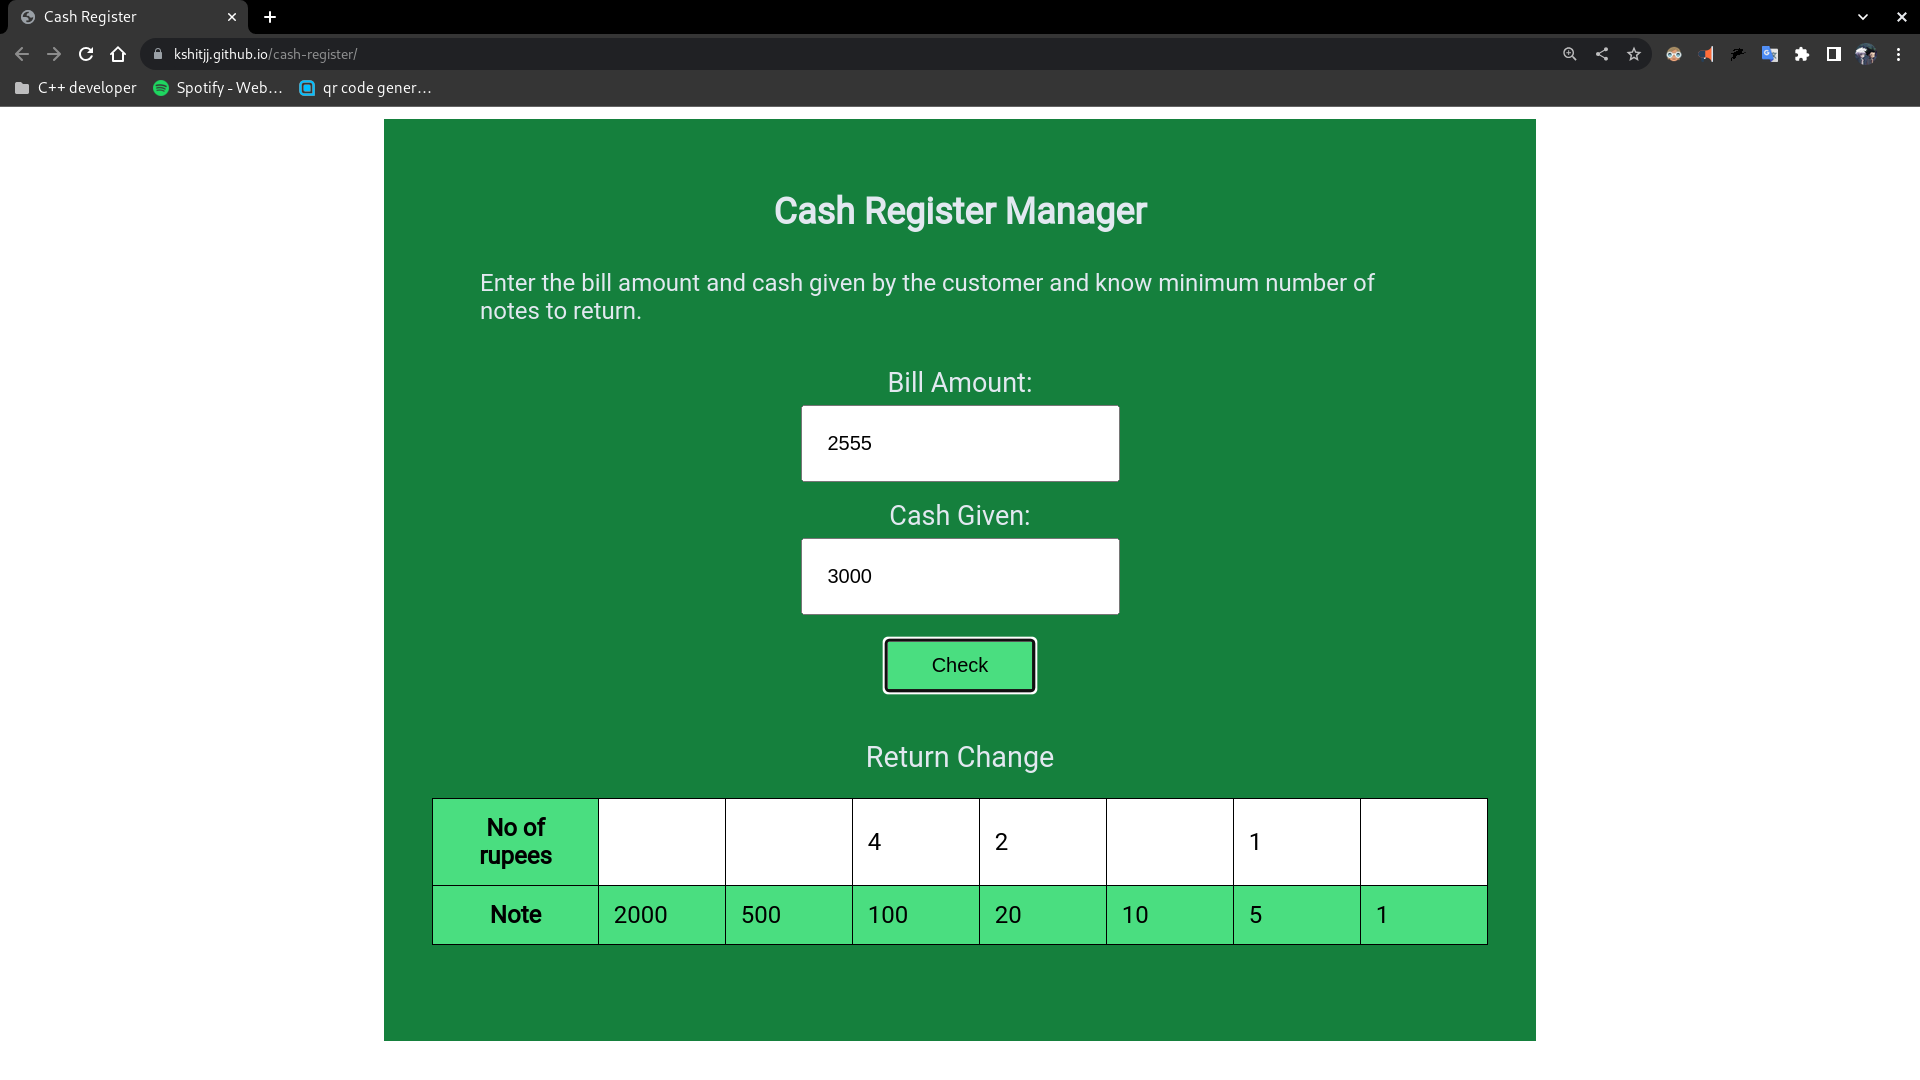 Cash Register
kshitjj.github.io/cash-register/
C++ developer Spotify - Web... qr code gener...
Cash Register Manager
Enter the bill amount and cash given by the customer and know minimum number of
notes to return.
Bill Amount:
2555
Cash Given:
3000
Check
Return Change
No of
rupees
4 2 1
Note 2000 500 100 20 10 5 1